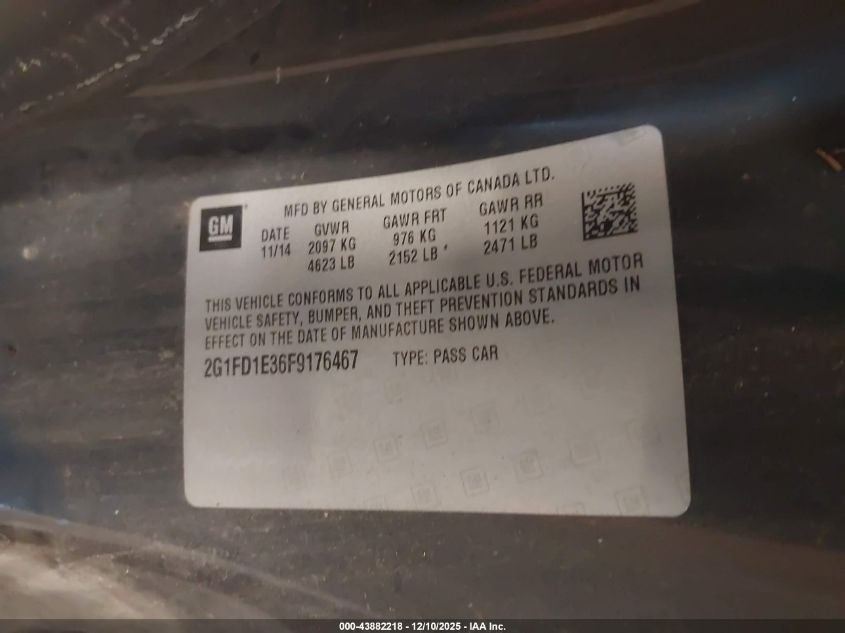 GM
MFD BY GENERAL MOTORS OF CANADA LTD.
DATE GVWR GAWR FRT GAWR RR
11/14 2097 KG 976 KG 1121 KG
4623 LB 2152 LB 2471 LB
THIS VEHICLE CONFORMS TO ALL APPLICABLE U.S. FEDERAL MOTOR
VEHICLE SAFETY, BUMPER, AND THEFT PREVENTION STANDARDS IN
EFFECT ON THE DATE OF MANUFACTURE SHOWN ABOVE.
2G1FD1E36F9176467 TYPE: PASS CAR
000-43882218 - 12/10/2025 - IAA Inc.